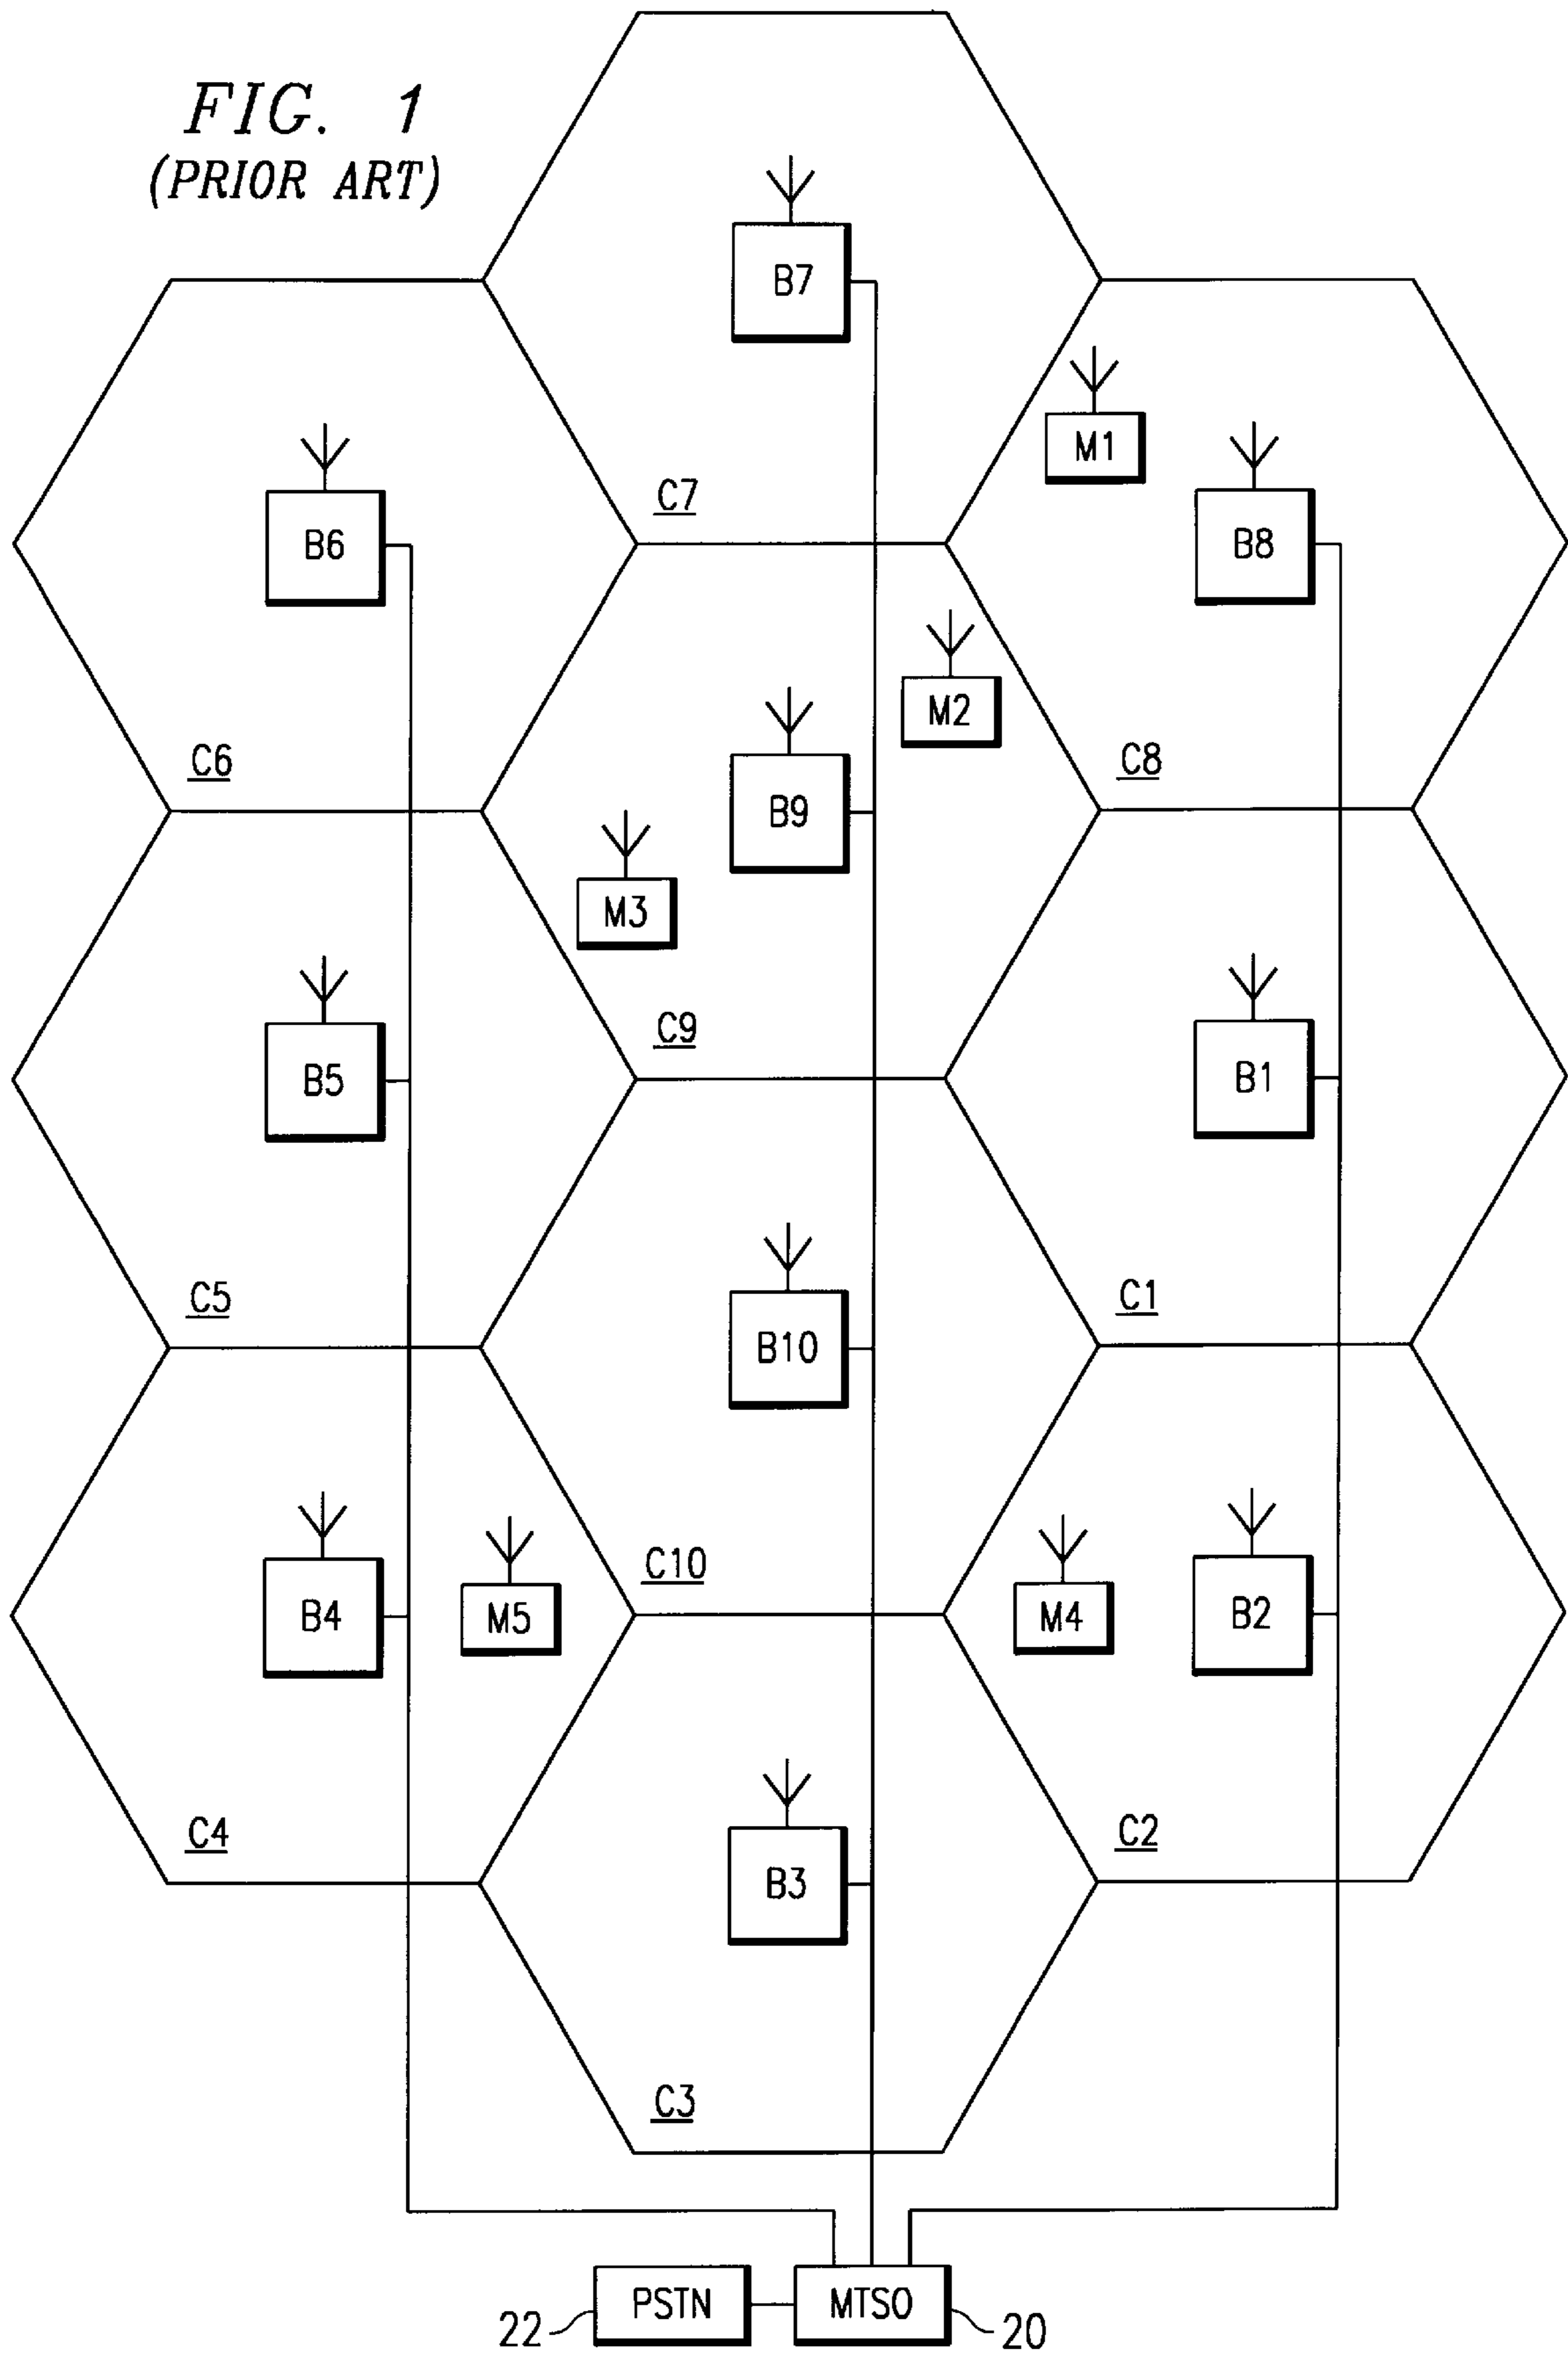 FIG. 1
(PRIOR ART)
B7
M1
C7
B6
B8
M2
C6
C8
B9
M3
C9
B5
B1
C5
C1
B10
C10
B4
M5
M4
B2
C4
C2
B3
C3
22
PSTN
MTSO
20